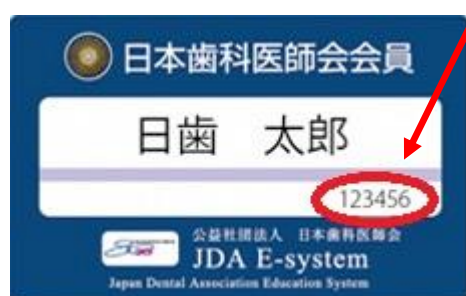 日本歯科医師会会員
日歯 太郎
123456
公益社団法人 日本歯科医師会
JDA E-system
Japan Dental Association Education System